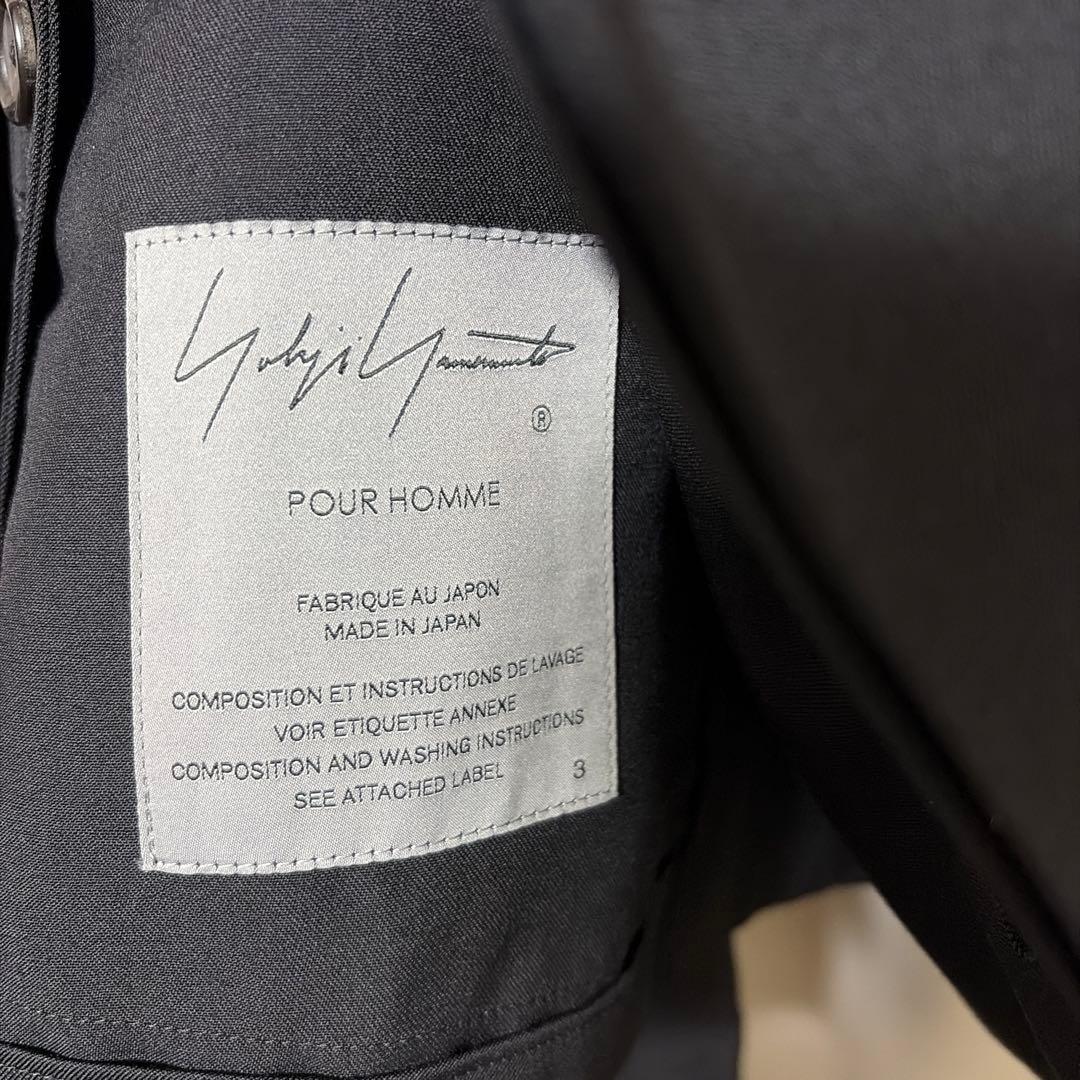 Yohji Yamamoto
®
POUR HOMME
FABRIQUE AU JAPON
MADE IN JAPAN
COMPOSITION ET INSTRUCTIONS DE LAVAGE
VOIR ETIQUETTE ANNEXE
COMPOSITION AND WASHING INSTRUCTIONS
SEE ATTACHED LABEL 3